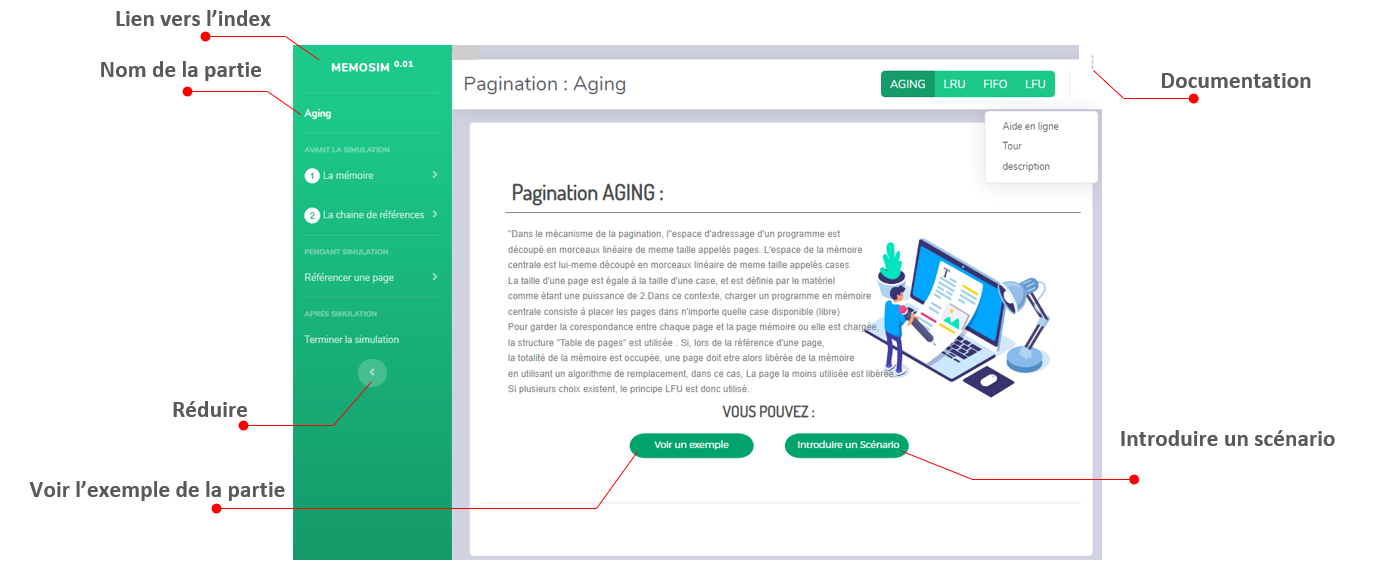 Lien vers l’index
Nom de la partie
Documentation
Réduire
Introduire un scénario
Voir l’exemple de la partie
MEMOSIM 0.01
Aging
AVANT LA SIMULATION
1 La mémoire
2 La chaine de références
PENDANT SIMULATION
Référencer une page
APRÉS SIMULATION
Terminer la simulation
Pagination : Aging
AGING LRU FIFO LFU
Aide en ligne
Tour
description
Pagination AGING :
"Dans le mécanisme de la pagination, l"espace d'adressage d'un programme est
découpé en morceaux linéaire de meme taille appelés pages. L'espace de la mémoire
centrale est lui-meme découpé en morceaux linéaire de meme taille appelés cases.
La taille d'une page est égale á la taille d'une case, et est définie par le matériel
comme étant une puissance de 2.Dans ce contexte, charger un programme en mémoire
centrale consiste á placer les pages dans n'importe quelle case disponible (libre)
Pour garder la corespondance entre chaque page et la page mémoire ou elle est chargée,
la structure "Table de pages" est utilisée . Si, lors de la référence d'une page,
la totalité de la mémoire est occupée, une page doit etre alors libérée de la mémoire
en utilisant un algorithme de remplacement, dans ce cas, La page la moins utilisée est libérée.
Si plusieurs choix existent, le principe LFU est donc utilisé.
T
VOUS POUVEZ :
Voir un exemple
Introduire un Scénario